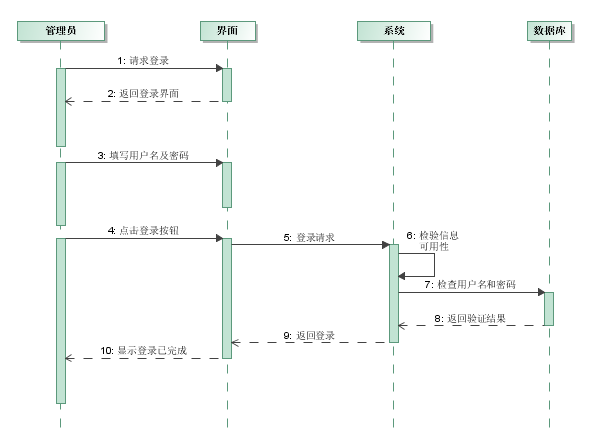 管理员 界面 系统 数据库
1: 请求登录
2: 返回登录界面
3: 填写用户名及密码
4: 点击登录按钮
5: 登录请求
6: 检验信息
可用性
7: 检查用户名和密码
8: 返回验证结果
9: 返回登录
10: 显示登录已完成